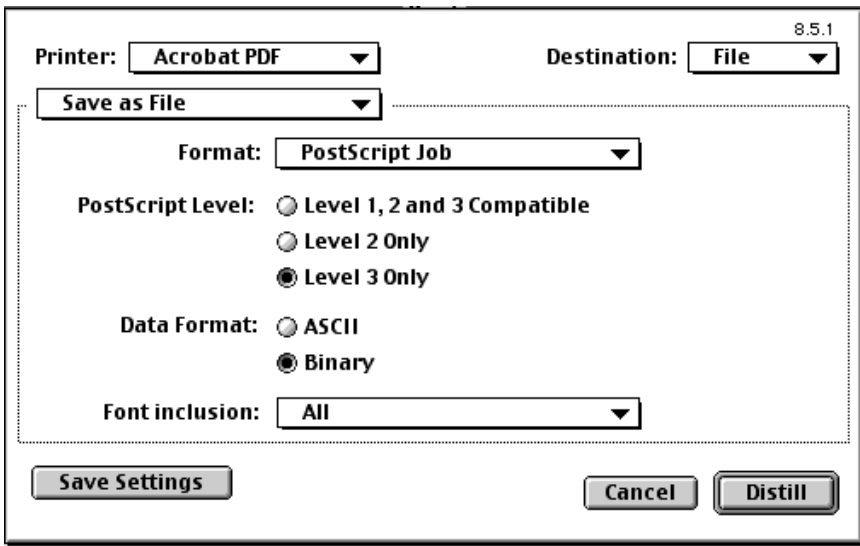 8.5.1
Printer: Acrobat PDF Destination: File
Save as File
Format: PostScript Job
PostScript Level: Level 1, 2 and 3 Compatible
Level 2 Only
Level 3 Only
Data Format: ASCII
Binary
Font inclusion: All
Save Settings Cancel Distill